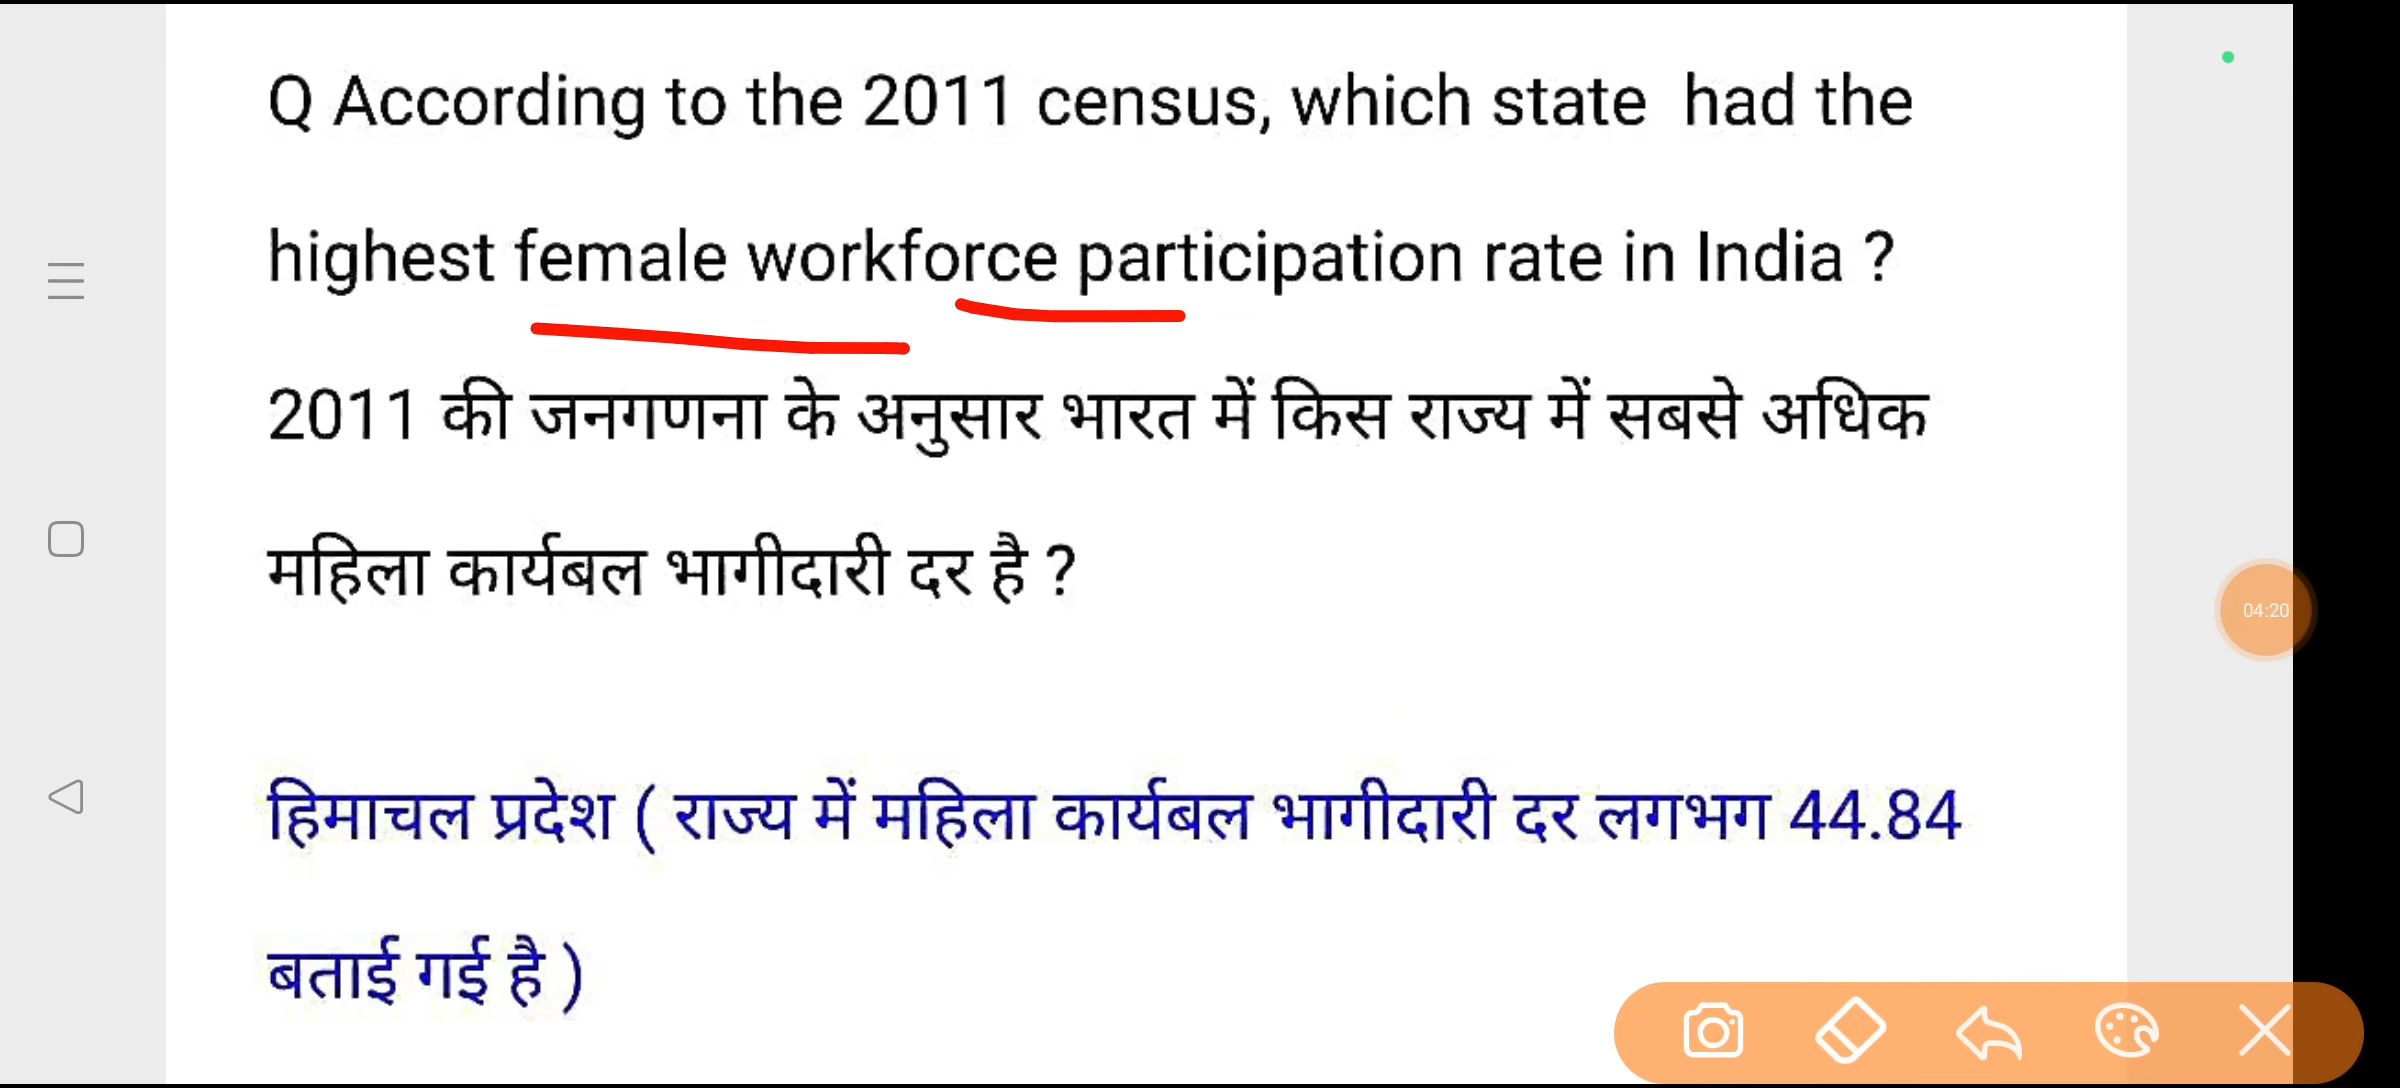 Q According to the 2011 census, which state had the
highest female workforce participation rate in India ?
2011 की जनगणना के अनुसार भारत में किस राज्य में सबसे अधिक
महिला कार्यबल भागीदारी दर है ?
04:20
हिमाचल प्रदेश ( राज्य में महिला कार्यबल भागीदारी दर लगभग 44.84
बताई गई है )